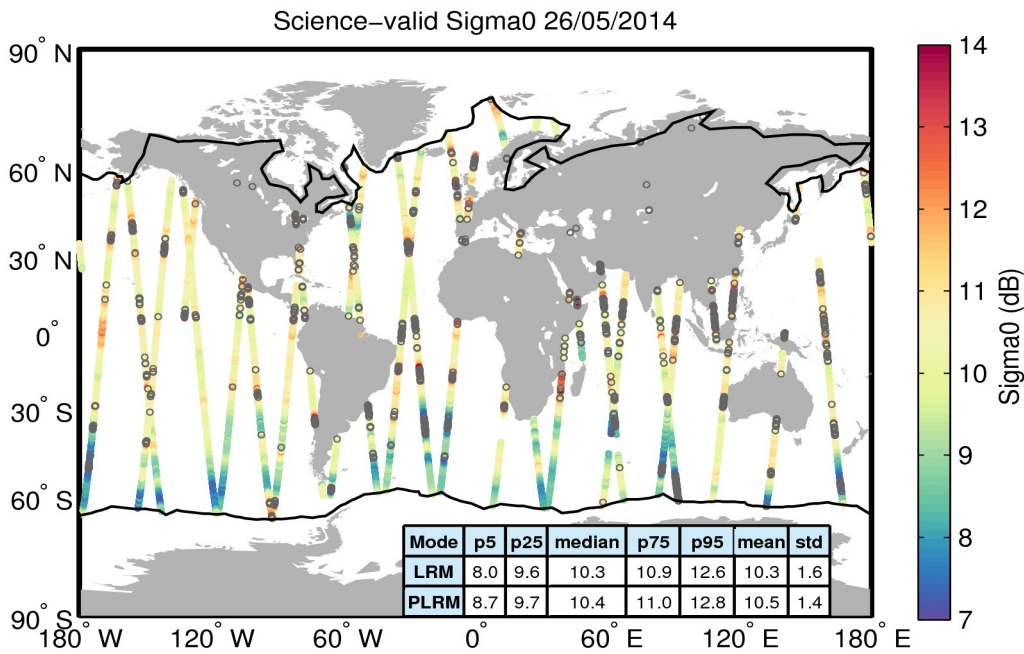 Science−valid Sigma0 26/05/2014
90° N
60° N
30° N
0°
30° S
60° S
90° S
180° W
120° W
60° W
0°
60° E
120° E
180° E
14
13
12
11
10
9
8
7
Sigma0 (dB)
Mode p5 p25 median p75 p95 mean std
LRM 8.0 9.6 10.3 10.9 12.6 10.3 1.6
PLRM 8.7 9.7 10.4 11.0 12.8 10.5 1.4